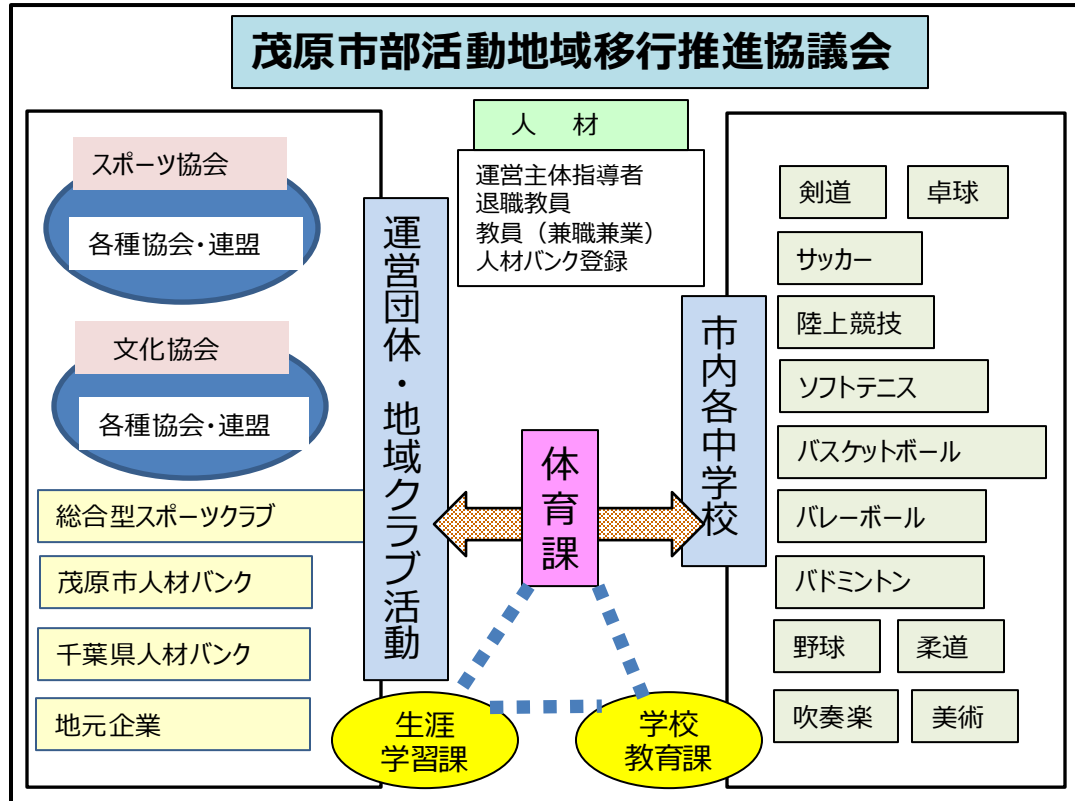 茂原市部活動地域移行推進協議会
スポーツ協会
各種協会・連盟
文化協会
各種協会・連盟
総合型スポーツクラブ
茂原市人材バンク
千葉県人材バンク
地元企業
運営団体・地域クラブ活動
人　材
運営主体指導者
退職教員
教員（兼職兼業）
人材バンク登録
体育課
生涯
学習課
学校
教育課
市内各中学校
剣道
卓球
サッカー
陸上競技
ソフトテニス
バスケットボール
バレーボール
バドミントン
野球
柔道
吹奏楽
美術